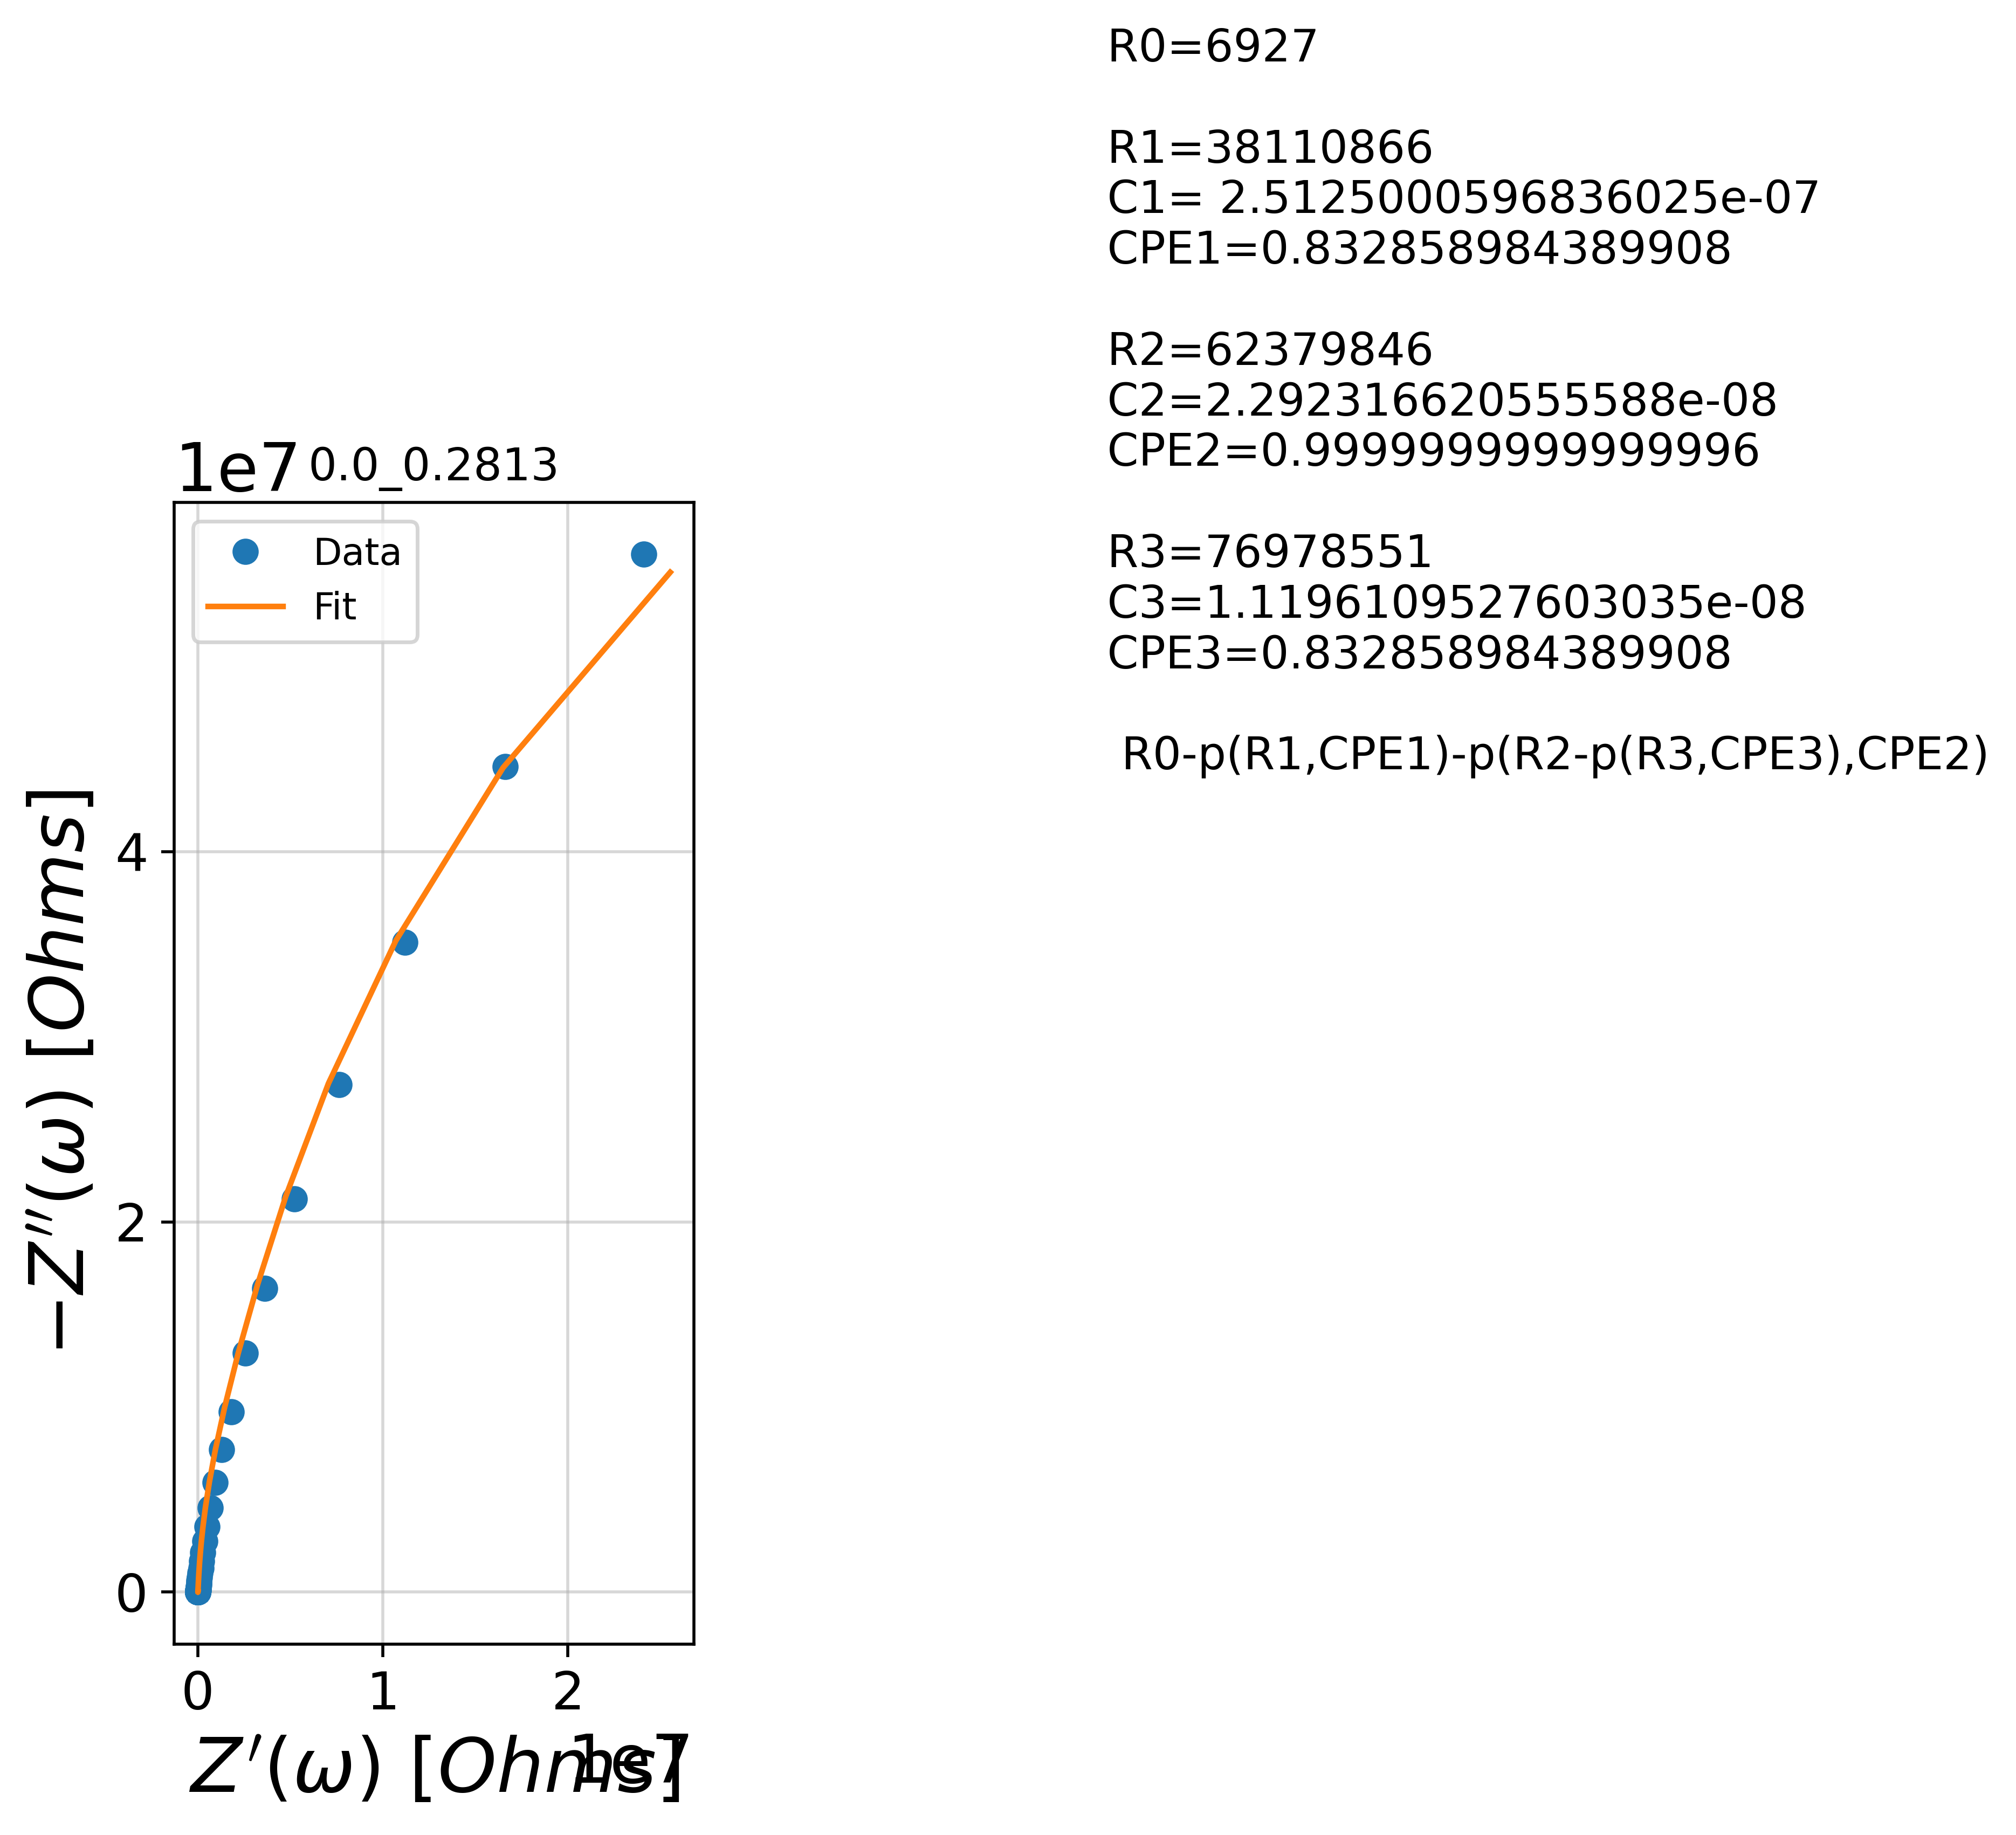 R0=6927
R1=38110866
C1= 2.5125000596836025e-07
CPE1=0.832858984389908
R2=62379846
C2=2.292316620555588e-08
CPE2=0.9999999999999996
R3=76978551
C3=1.1196109527603035e-08
CPE3=0.832858984389908
R0-p(R1,CPE1)-p(R2-p(R3,CPE3),CPE2)
1e7
0.0_0.2813
Data
Fit
4
2
0
−Z′′(ω) [Ohms]
0 1 2
Z′(ω) [Ohms]
1e7